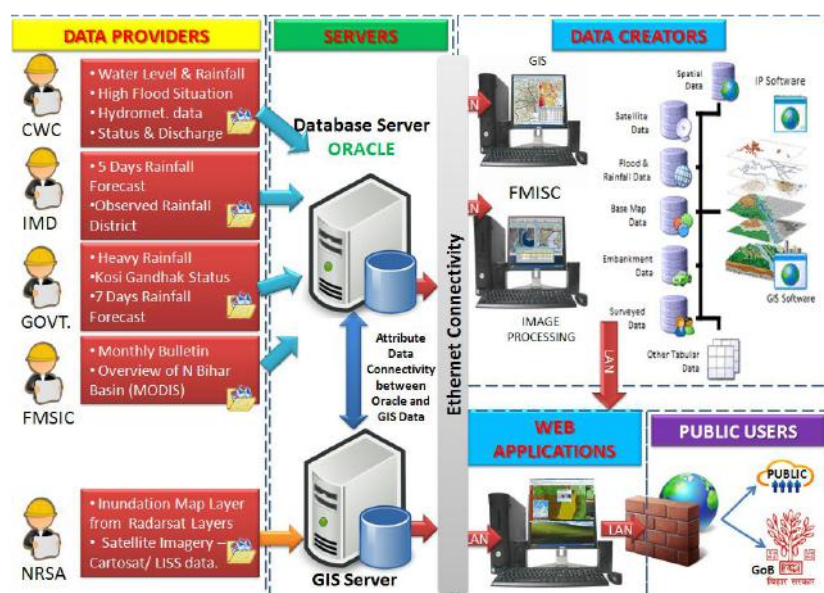 DATA PROVIDERS
CWC
• Water Level & Rainfall
• High Flood Situation
• Hydromet. data
• Status & Discharge
IMD
• 5 Days Rainfall
Forecast
•Observed Rainfall
District
GOVT.
• Heavy Rainfall
•Kosi Gandhak Status
• 7 Days Rainfall
Forecast
FMSIC
• Monthly Bulletin
• Overview of N Bihar
Basin (MODIS)
NRSA
• Inundation Map Layer
from Radarsat Layers
• Satellite Imagery –
Cartosat/ LISS data.
SERVERS
Database Server
ORACLE
Attribute
Data
Connectivity
between
Oracle and
GIS Data
GIS Server
Ethernet Connectivity
DATA CREATORS
GIS
FMISC
IMAGE
PROCESSING
Spatial
Data
IP Software
Satellite
Data
Flood &
Rainfall Data
Base Map
Data
Embankment
Data
GIS Software
Surveyed
Data
Other Tabular
Data
LAN
WEB
APPLICATIONS
LAN
LAN
PUBLIC USERS
PUBLIC
GoB
बिहार सरकार